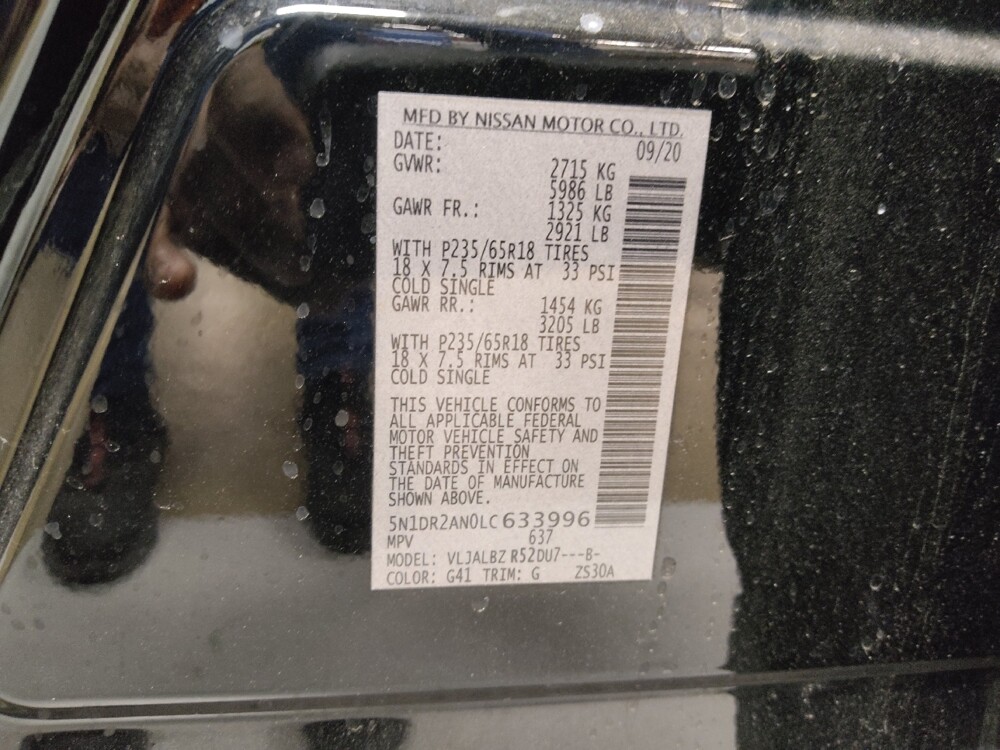 MFD BY NISSAN MOTOR CO., LTD.
DATE: 09/20
GVWR: 2715 KG
5986 LB
GAWR FR.: 1325 KG
2921 LB
WITH P235/65R18 TIRES
18 X 7.5 RIMS AT 33 PSI
COLD SINGLE
GAWR RR.: 1454 KG
3205 LB
WITH P235/65R18 TIRES
18 X 7.5 RIMS AT 33 PSI
COLD SINGLE
THIS VEHICLE CONFORMS TO
ALL APPLICABLE FEDERAL
MOTOR VEHICLE SAFETY AND
THEFT PREVENTION
STANDARDS IN EFFECT ON
THE DATE OF MANUFACTURE
SHOWN ABOVE.
5N1DR2AN0LC633996
MPV 637
MODEL: VLJALBZ R52DU7---B-
COLOR: G41 TRIM: G ZS30A